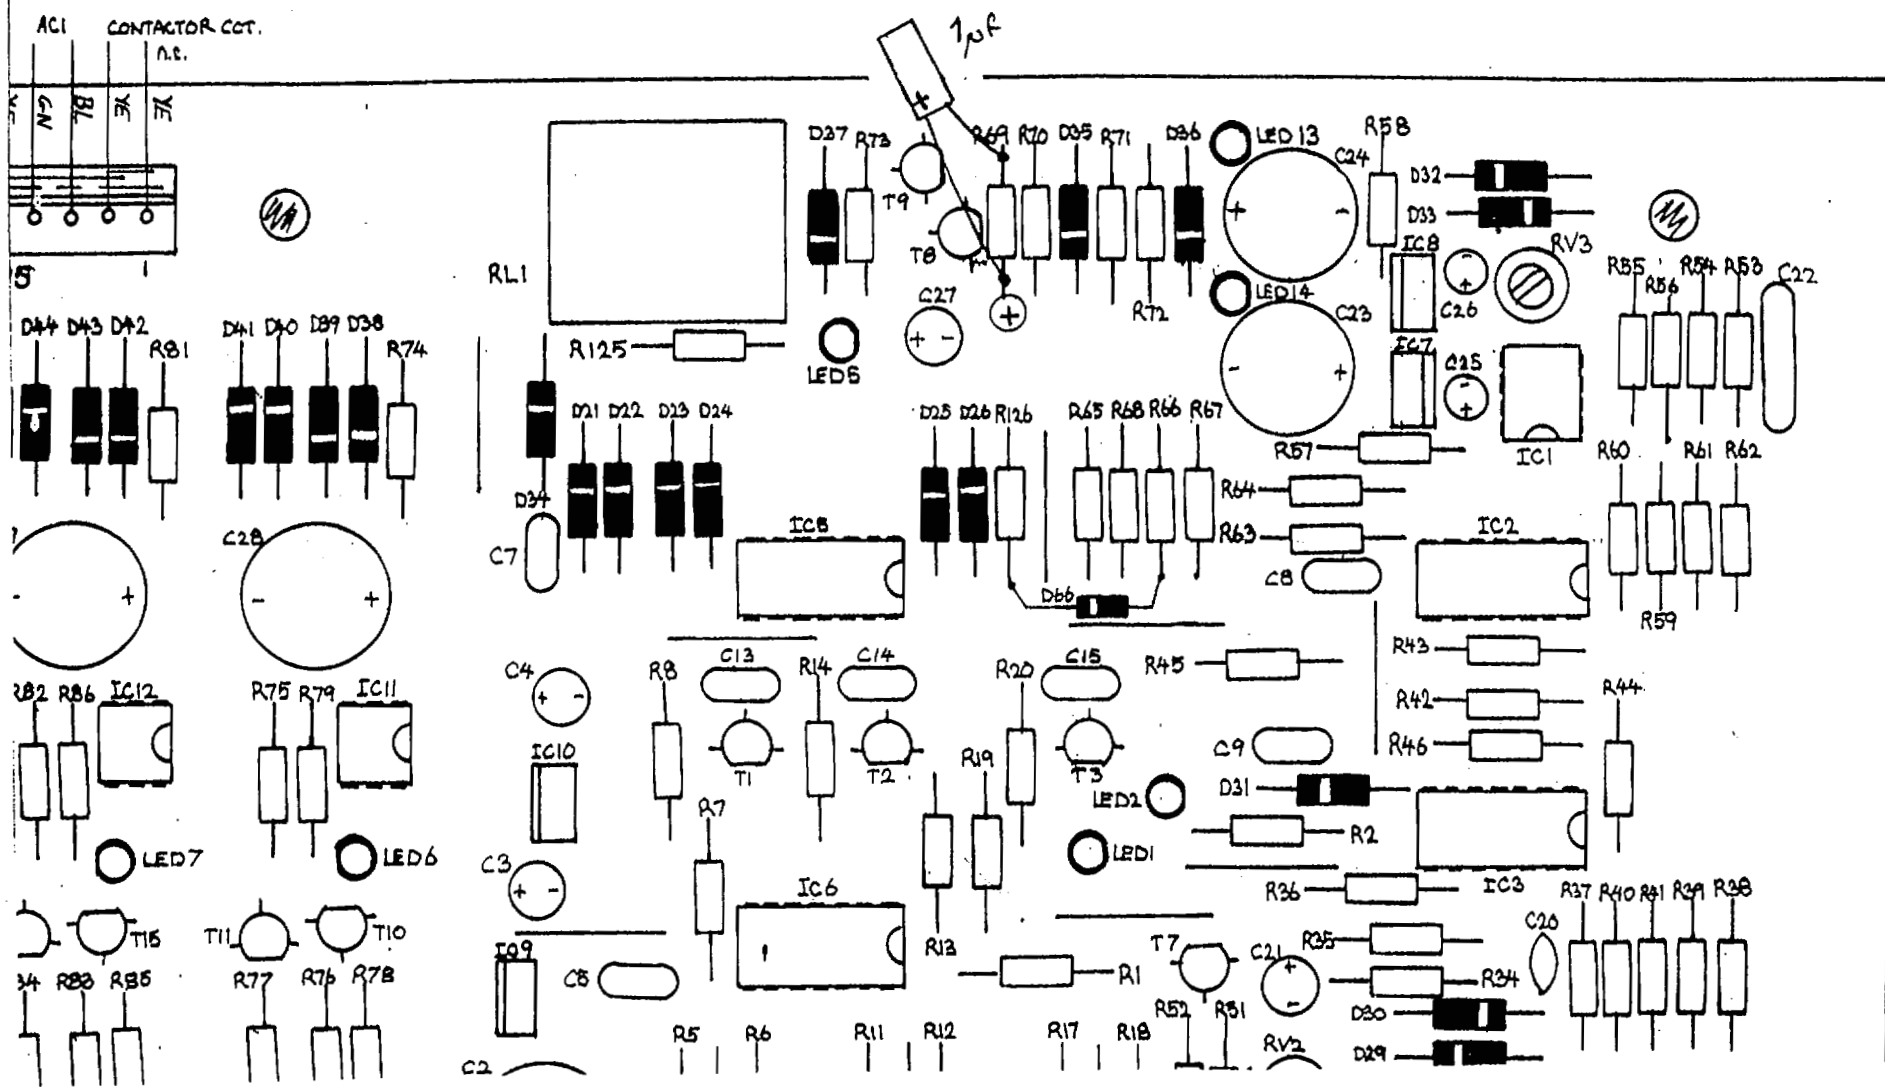 AC1 CONTACTOR CCT.
n.c.
1µf
GN BL YE YE
D37 R73 R69 R70 D35 R71 D36 LED13 R58
C24 D32
T9 D33
T8 IC8 RV3
RL1 LED14 R55 R56 R54 R53 C22
C27 R72 C23 C26
D44 D43 D42 R81 D41 D40 D39 D38 R74
R125 LED5 IC7 C25
D21 D22 D23 D24 D25 D26 R126 R65 R68 R66 R67
R57 IC1 R60 R61 R62
D34 R64
C28 C7 IC5 R63 IC2
C8
D66 R59
R43
C4 R8 C13 R14 C14 R20 C15 R45
R82 R86 IC12 R75 R79 IC11 R42 R44
IC10 T1 T2 R19 T3 C9 R46
R7 LED2 D31
LED7 LED6 LED1 R2
C3 IC6 R36 IC3 R37 R40 R41 R39 R38
T15 T11 T10 R13 T7 C21 R35 C20
IC9 C5 R1 R34
34 R83 R85 R77 R76 R78 R52 R51 D30
R5 R6 R11 R12 R17 R18 RV2 D29
C2